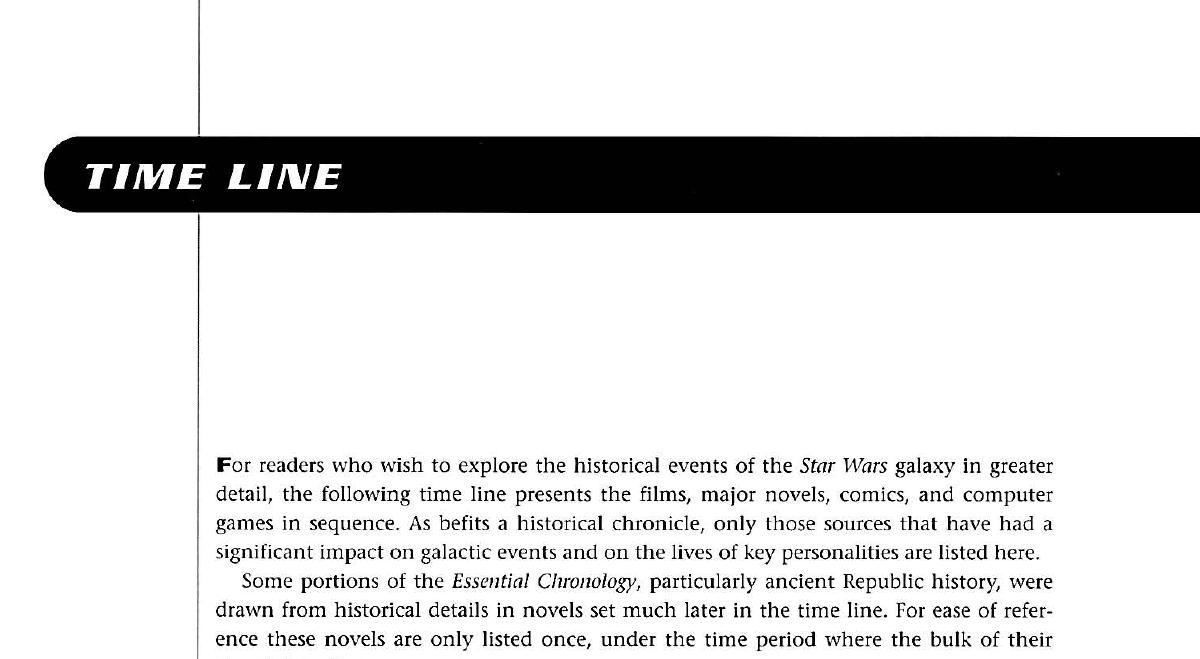 TIME LINE
For readers who wish to explore the historical events of the Star Wars galaxy in greater
detail, the following time line presents the films, major novels, comics, and computer
games in sequence. As befits a historical chronicle, only those sources that have had a
significant impact on galactic events and on the lives of key personalities are listed here.
Some portions of the Essential Chronology, particularly ancient Republic history, were
drawn from historical details in novels set much later in the time line. For ease of refer-
ence these novels are only listed once, under the time period where the bulk of their